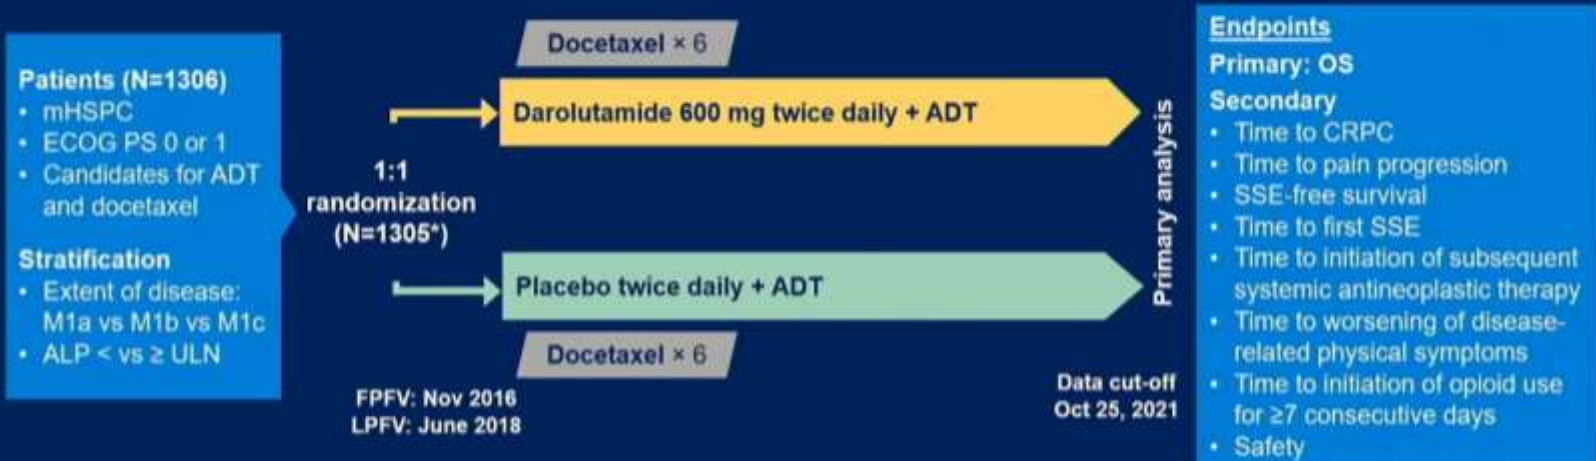 Patients (N=1306)
• mHSPC
• ECOG PS 0 or 1
• Candidates for ADT
and docetaxel
Stratification
• Extent of disease:
M1a vs M1b vs M1c
• ALP < vs ≥ ULN
1:1
randomization
(N=1305*)
FPFV: Nov 2016
LPFV: June 2018
Docetaxel × 6
Darolutamide 600 mg twice daily + ADT
Placebo twice daily + ADT
Docetaxel × 6
Primary analysis
Data cut-off
Oct 25, 2021
Endpoints
Primary: OS
Secondary
• Time to CRPC
• Time to pain progression
• SSE-free survival
• Time to first SSE
• Time to initiation of subsequent
systemic antineoplastic therapy
• Time to worsening of disease-
related physical symptoms
• Time to initiation of opioid use
for ≥7 consecutive days
• Safety